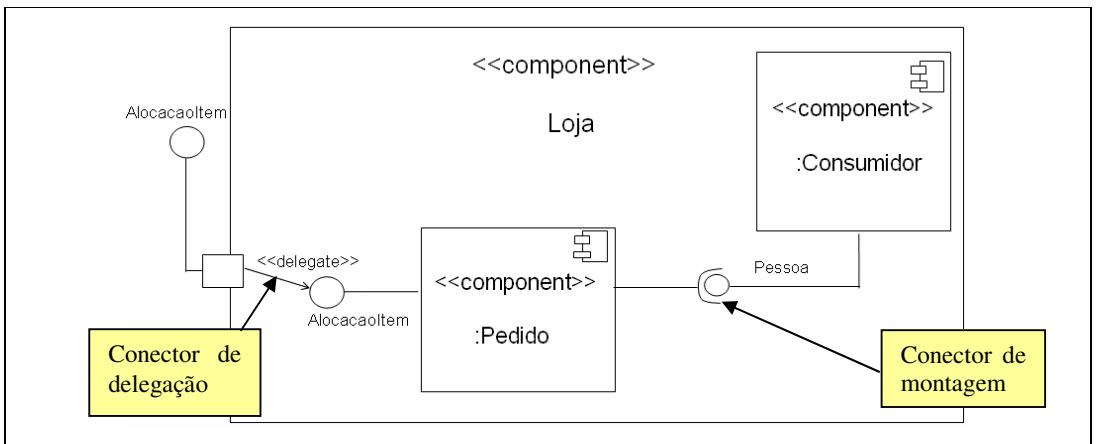 <<component>>
Loja
AlocacaoItem
<<component>>
:Consumidor
<<delegate>>
AlocacaoItem
<<component>>
:Pedido
Pessoa
Conector de
delegação
Conector de
montagem